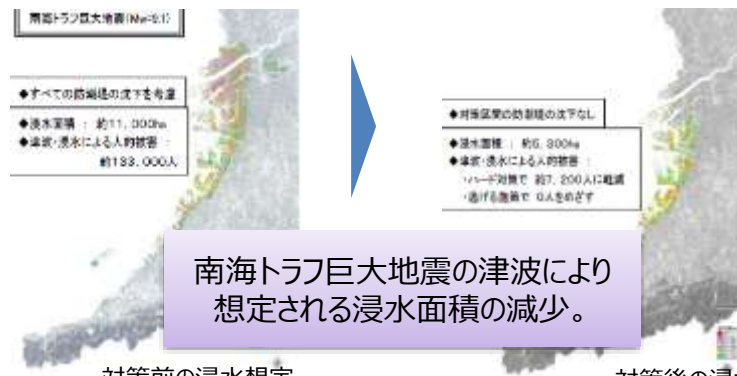 南海トラフ巨大地震(Mw=9.1)
◆すべての防潮堤の沈下を考慮
◆浸水面積 : 約11,000ha
◆津波・浸水による人的被害 :
約133,000人
◆対策区間の防潮堤の沈下なし
◆浸水面積 : 約5,300ha
◆津波・浸水による人的被害 :
・ハード対策で 約7,200人に軽減
・逃げる施策で 0人をめざす
南海トラフ巨大地震の津波により
想定される浸水面積の減少。
対策前の浸水想定
対策後の浸